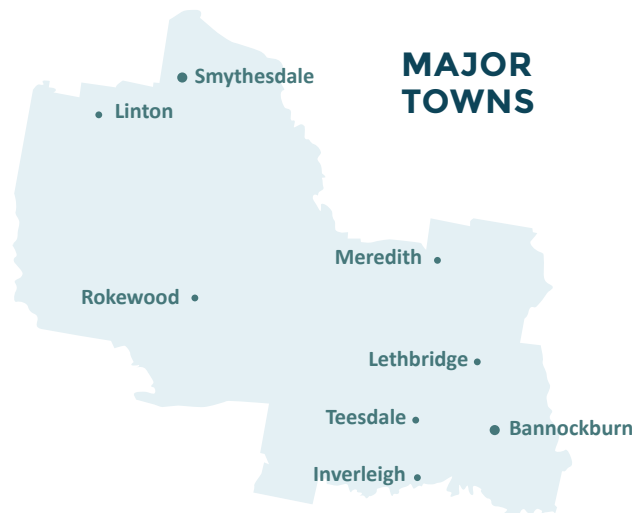 MAJOR
TOWNS
Smythesdale
Linton
Meredith
Rokewood
Lethbridge
Teesdale
Bannockburn
Inverleigh